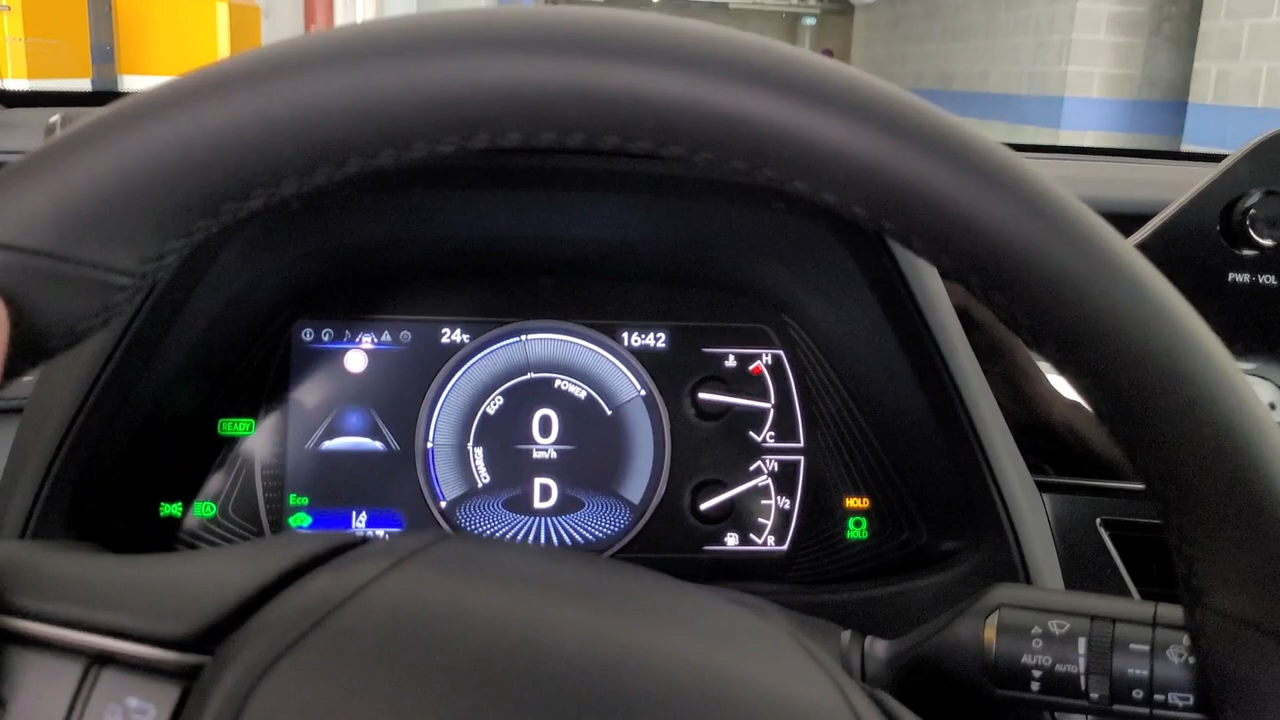 24°C
16:42
PWR·VOL
H
POWER
ECO
0
km/h
C
READY
CHARGE
1/1
D
1/2
Eco
EV
A
HOLD
HOLD
R
AUTO
AUTO